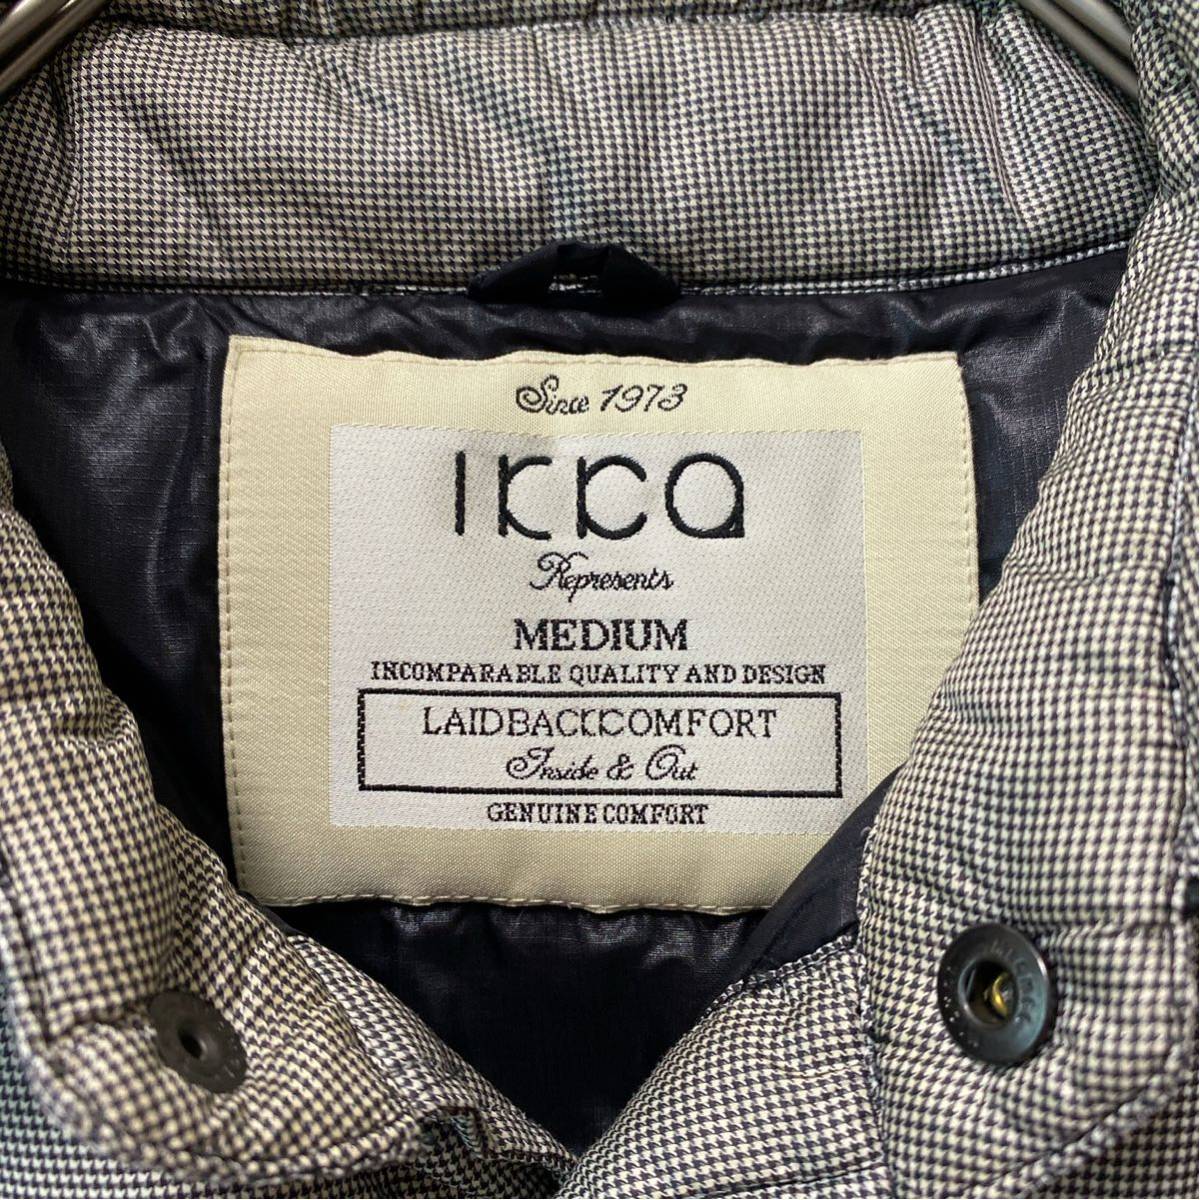 Since 1973
ikka
Represents
MEDIUM
INCOMPARABLE QUALITY AND DESIGN
LAIDBACKCOMFORT
Inside & Out
GENUINE COMFORT